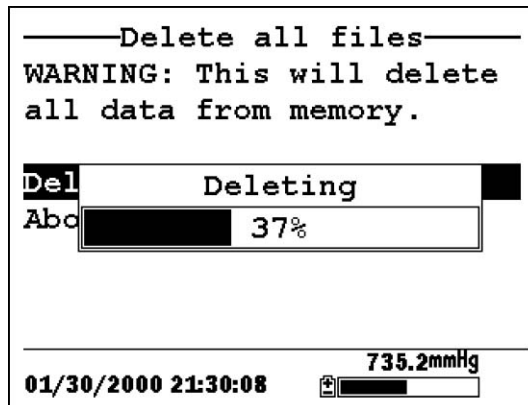 Delete all files
WARNING: This will delete
all data from memory.
Del
Deleting
Abo
37%
735.2mmHg
01/30/2000 21:30:08